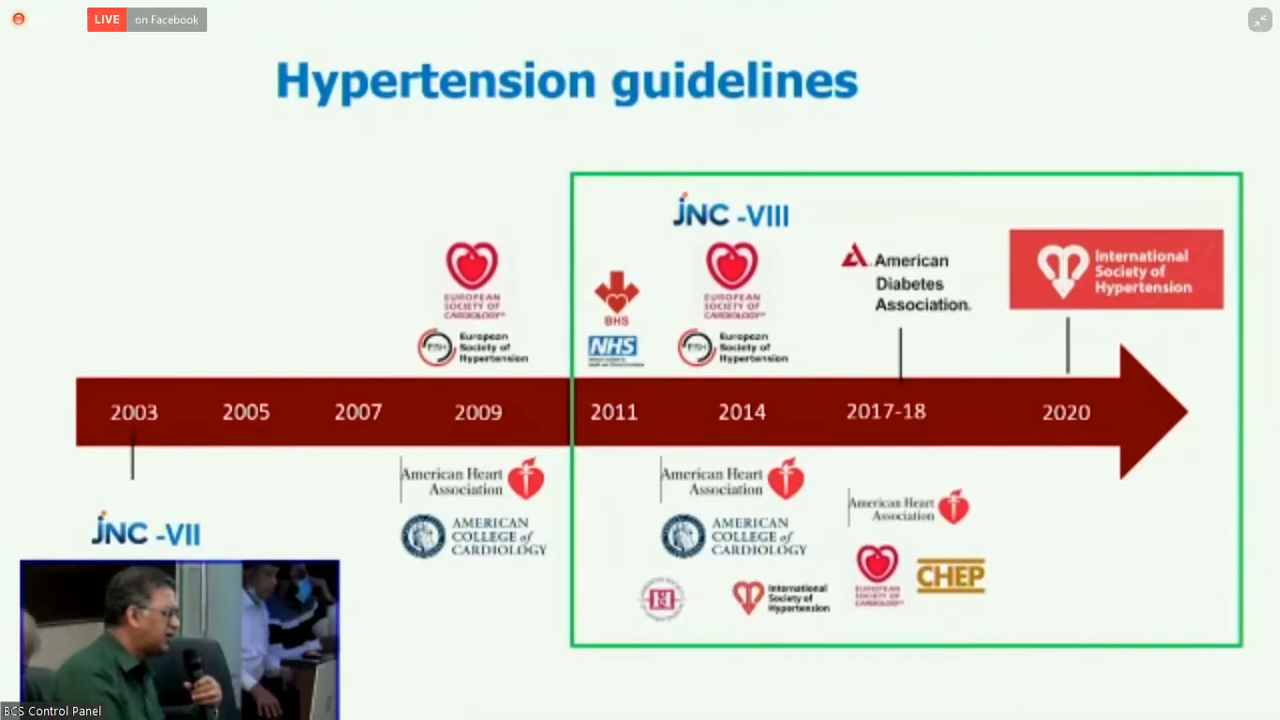 LIVE on Facebook
Hypertension guidelines
JNC -VIII
EUROPEAN
SOCIETY OF
CARDIOLOGY
European
Society of
Hypertension
BHS
NHS
EUROPEAN
SOCIETY OF
CARDIOLOGY
European
Society of
Hypertension
American
Diabetes
Association.
International
Society of
Hypertension
2003 2005 2007 2009 2011 2014 2017-18 2020
JNC -VII
American Heart
Association
AMERICAN
COLLEGE of
CARDIOLOGY
American Heart
Association
AMERICAN
COLLEGE of
CARDIOLOGY
International
Society of
Hypertension
American Heart
Association
EUROPEAN
SOCIETY OF
CARDIOLOGY
CHEP
BCS Control Panel